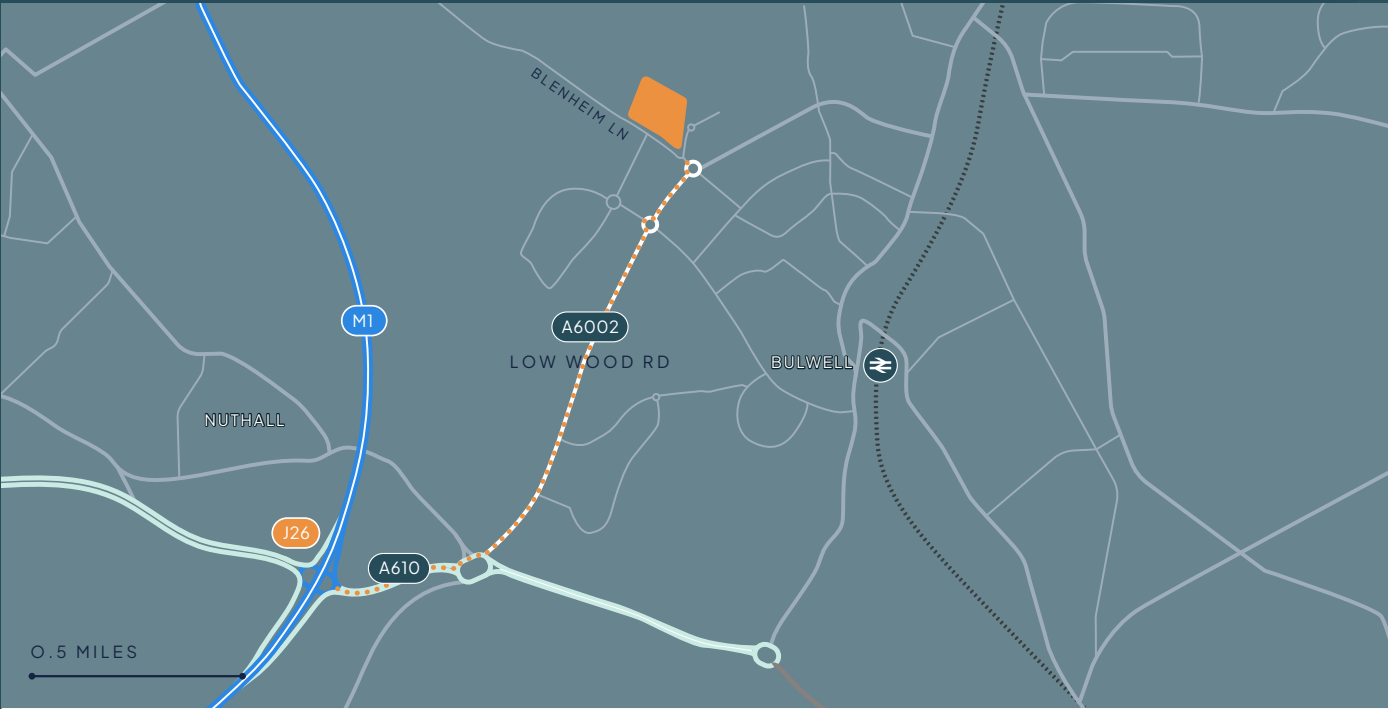 BLENHEIM LN
M1
A6002
LOW WOOD RD
BULWELL
NUTHALL
J26
A610
0.5 MILES